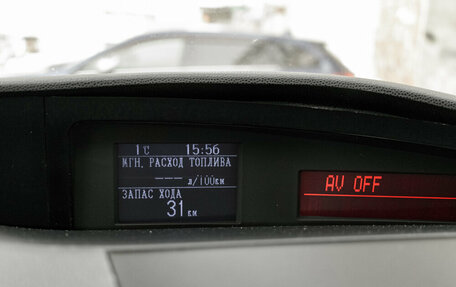 1°C 15:56
МГН. РАСХОД ТОПЛИВА
--- л/100км
ЗАПАС ХОДА
31 км
AV OFF